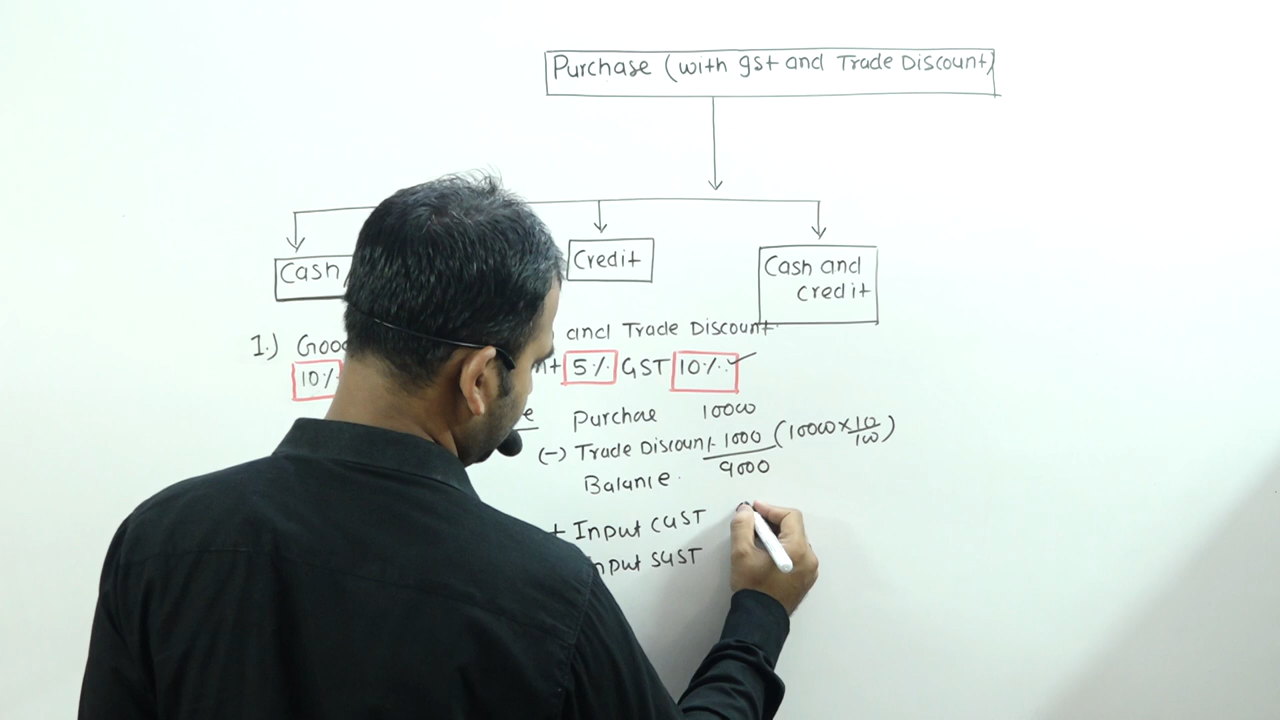 Purchase (with gst and Trade Discount)
Cash
Credit
Cash and
credit
1.) and Trade Discount.
10% 5% GST 10%. ✓
Purchase 10000
(-) Trade Discount - 1000 (10000 × 10/100)
Balance. 9000
+ Input CGST
Input SGST